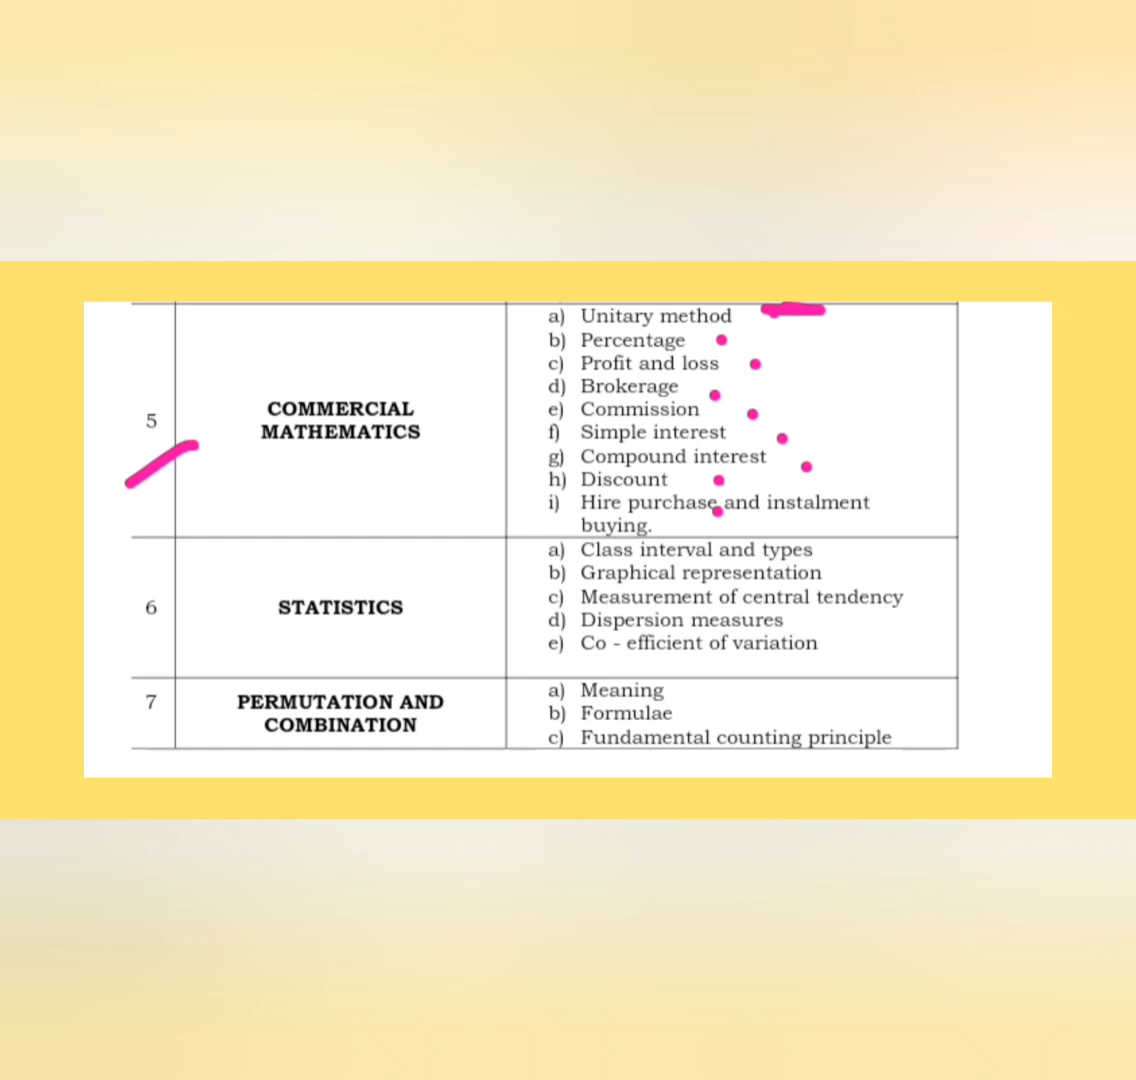 5
COMMERCIAL
MATHEMATICS
a) Unitary method
b) Percentage
c) Profit and loss
d) Brokerage
e) Commission
f) Simple interest
g) Compound interest
h) Discount
i) Hire purchase and instalment
buying.
6
STATISTICS
a) Class interval and types
b) Graphical representation
c) Measurement of central tendency
d) Dispersion measures
e) Co - efficient of variation
7
PERMUTATION AND
COMBINATION
a) Meaning
b) Formulae
c) Fundamental counting principle